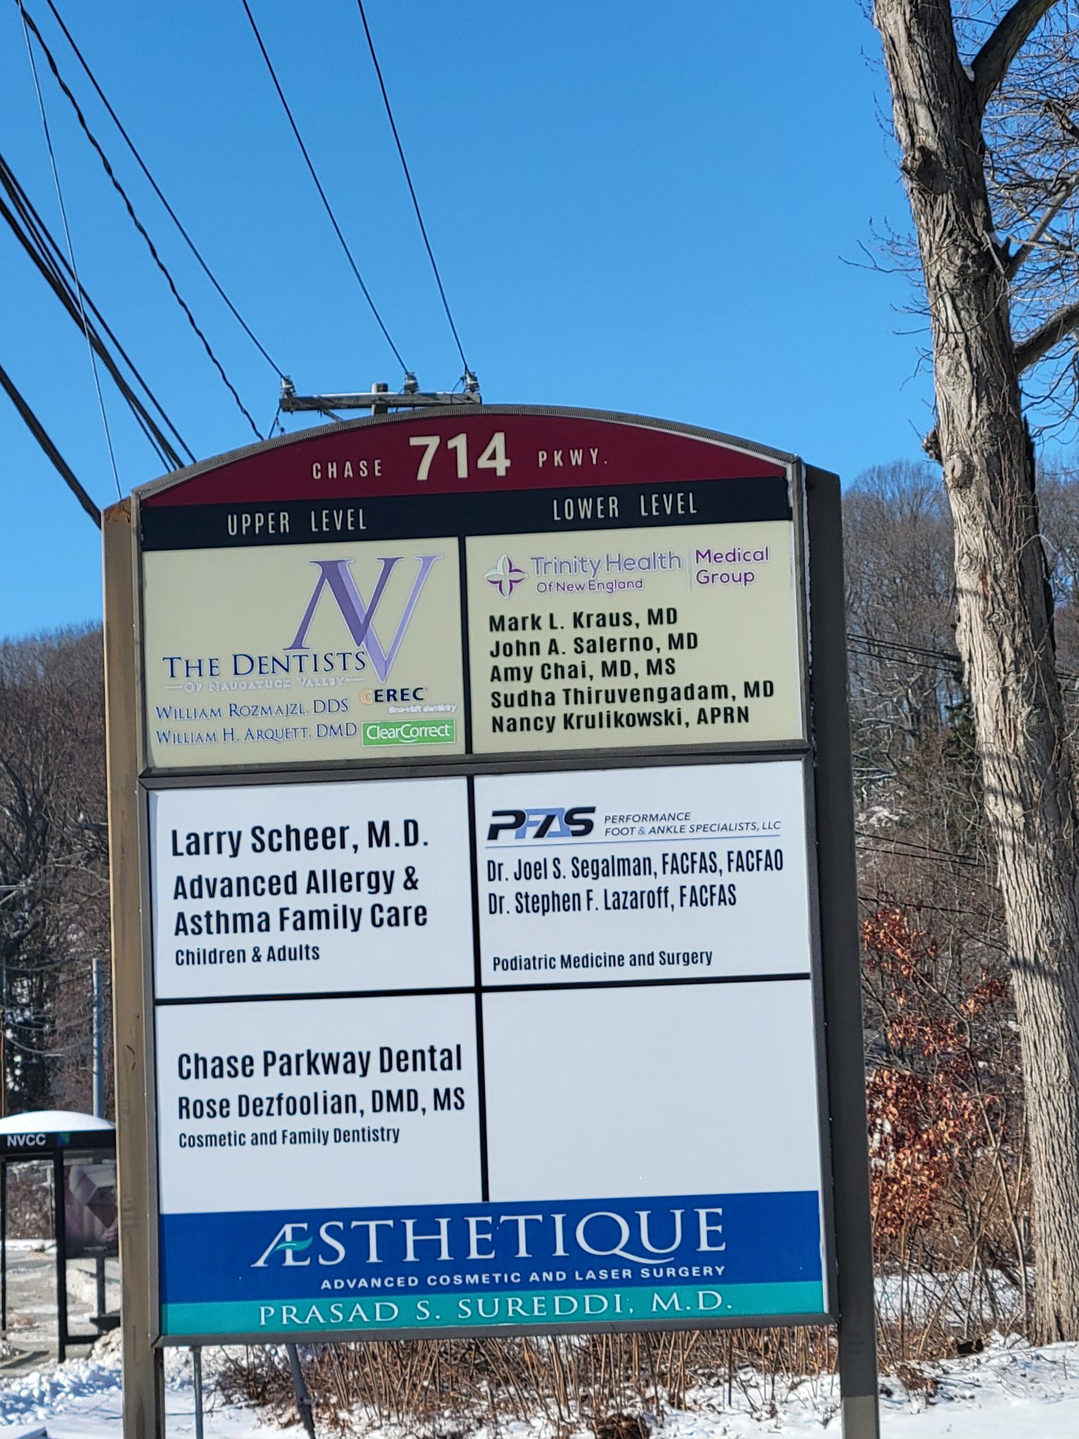 CHASE 714 PKWY.
UPPER LEVEL
LOWER LEVEL
NV
THE DENTISTS
OF NAUGATUCK VALLEY
WILLIAM ROZMAJZL, DDS
WILLIAM H. ARQUETT, DMD
CEREC
One-visit dentistry
ClearCorrect
Trinity Health
Of New England
Medical
Group
Mark L. Kraus, MD
John A. Salerno, MD
Amy Chai, MD, MS
Sudha Thiruvengadam, MD
Nancy Krulikowski, APRN
Larry Scheer, M.D.
Advanced Allergy &
Asthma Family Care
Children & Adults
PFAS
PERFORMANCE
FOOT & ANKLE SPECIALISTS, LLC
Dr. Joel S. Segalman, FACFAS, FACFAO
Dr. Stephen F. Lazaroff, FACFAS
Podiatric Medicine and Surgery
Chase Parkway Dental
Rose Dezfoolian, DMD, MS
Cosmetic and Family Dentistry
ÆSTHETIQUE
ADVANCED COSMETIC AND LASER SURGERY
PRASAD S. SUREDDI, M.D.
NVCC